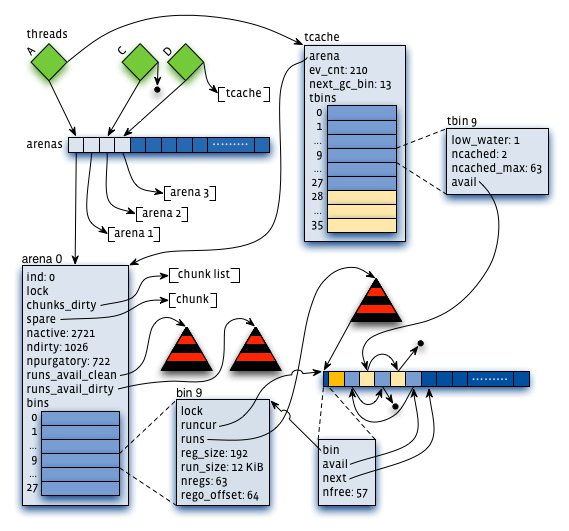 threads
A
C
D
[tcache]
arenas
[arena 3]
[arena 2]
[arena 1]
tcache
arena
ev_cnt: 210
next_gc_bin: 13
tbins
0
1
...
9
...
27
28
...
35
tbin 9
low_water: 1
ncached: 2
ncached_max: 63
avail
arena 0
ind: 0
lock
chunks_dirty
spare
nactive: 2721
ndirty: 1026
npurgatory: 722
runs_avail_clean
runs_avail_dirty
bins
0
1
...
9
...
27
[chunk list]
[chunk]
bin 9
lock
runcur
runs
reg_size: 192
run_size: 12 KiB
nregs: 63
rego_offset: 64
bin
avail
next
nfree: 57